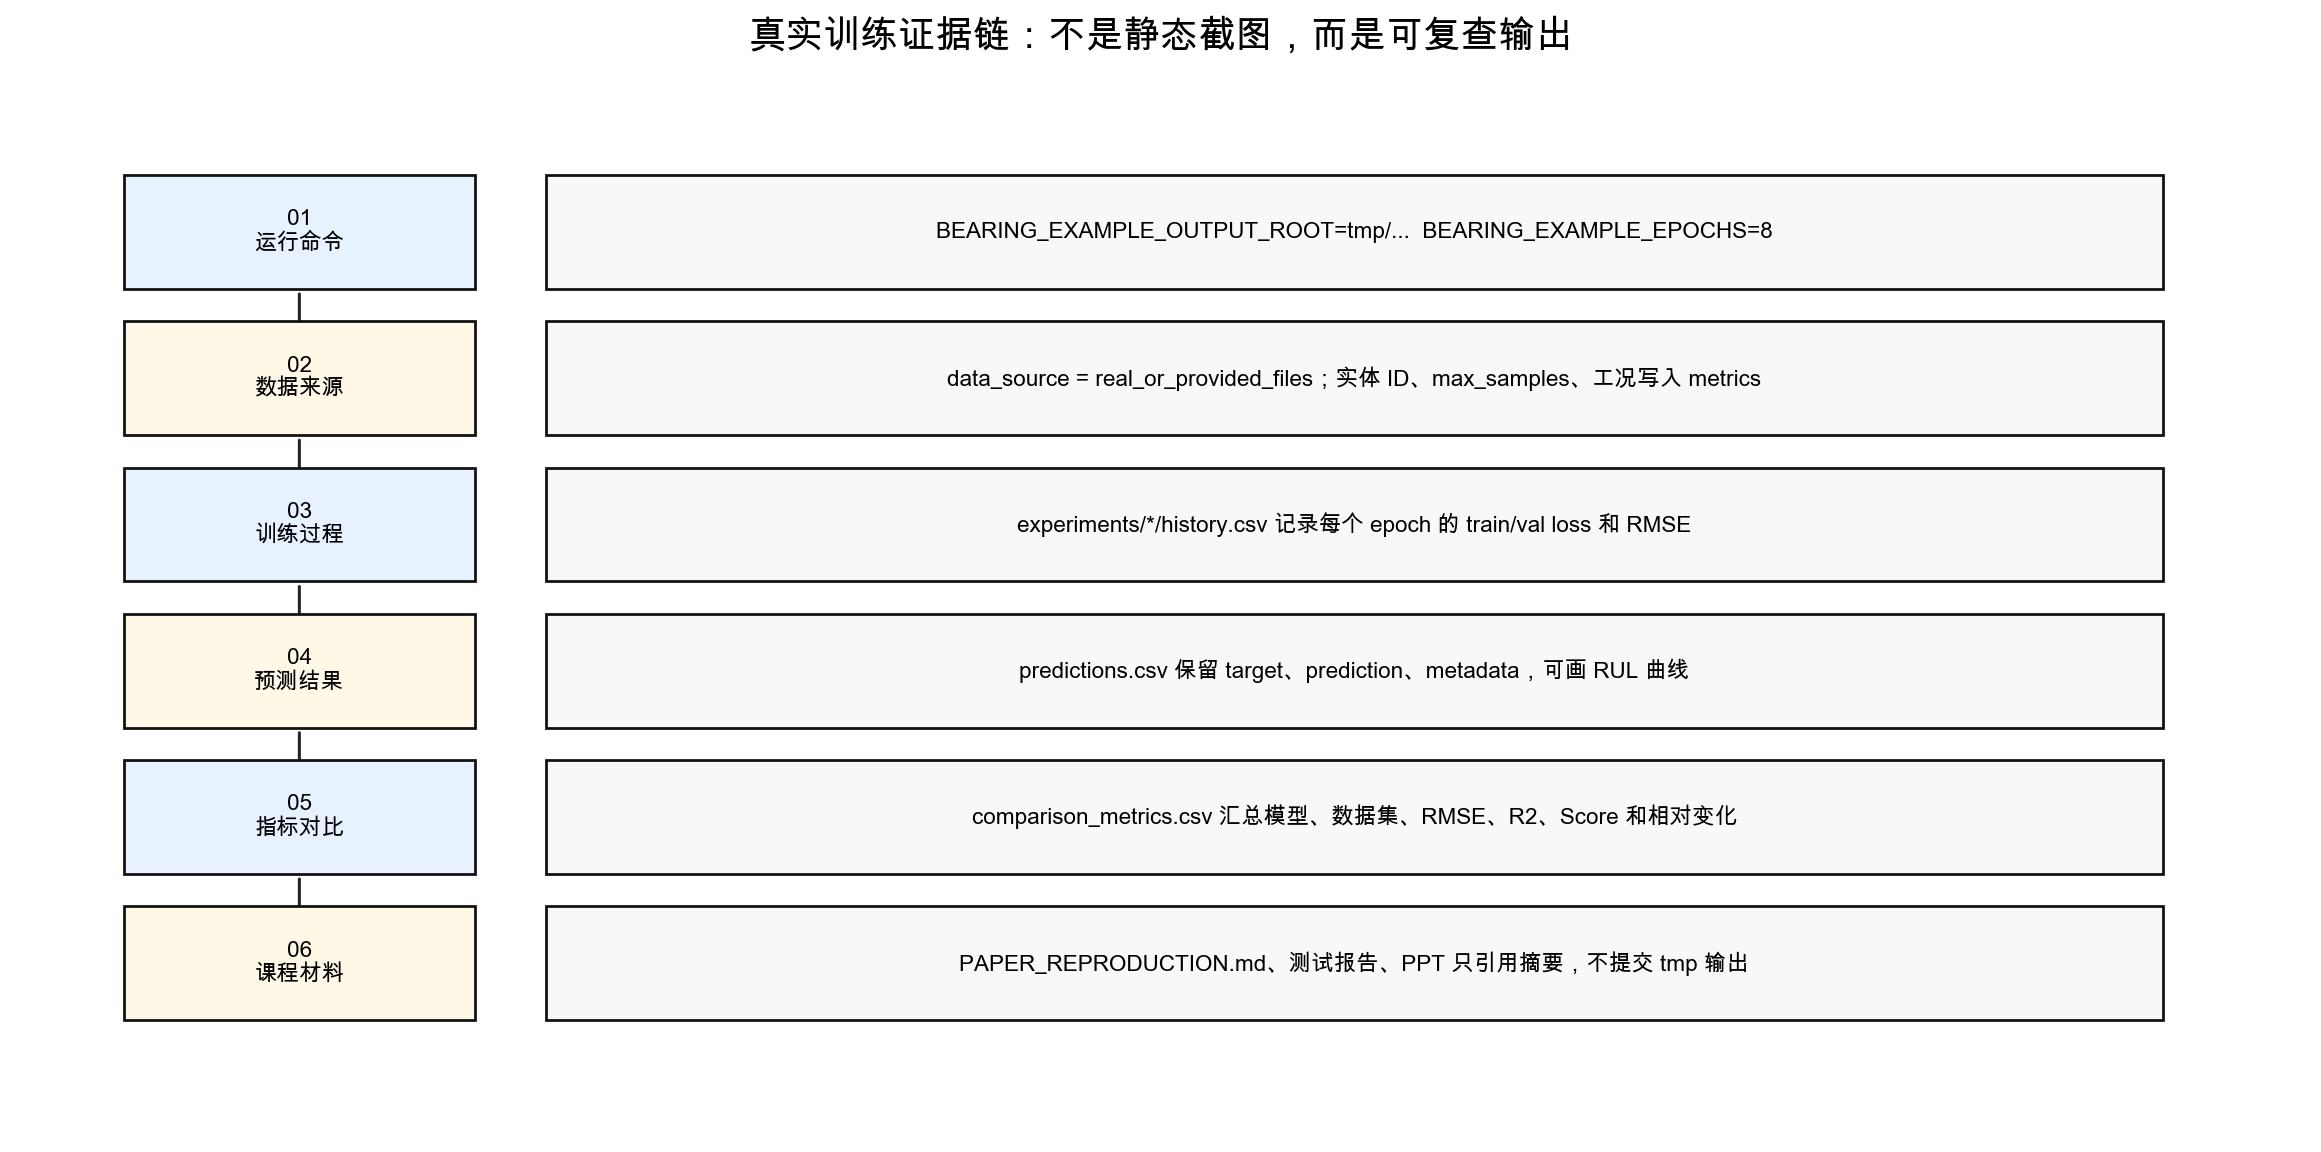 真实训练证据链：不是静态截图，而是可复查输出
01
运行命令
BEARING_EXAMPLE_OUTPUT_ROOT=tmp/...  BEARING_EXAMPLE_EPOCHS=8
02
数据来源
data_source = real_or_provided_files；实体 ID、max_samples、工况写入 metrics
03
训练过程
experiments/*/history.csv 记录每个 epoch 的 train/val loss 和 RMSE
04
预测结果
predictions.csv 保留 target、prediction、metadata，可画 RUL 曲线
05
指标对比
comparison_metrics.csv 汇总模型、数据集、RMSE、R2、Score 和相对变化
06
课程材料
PAPER_REPRODUCTION.md、测试报告、PPT 只引用摘要，不提交 tmp 输出